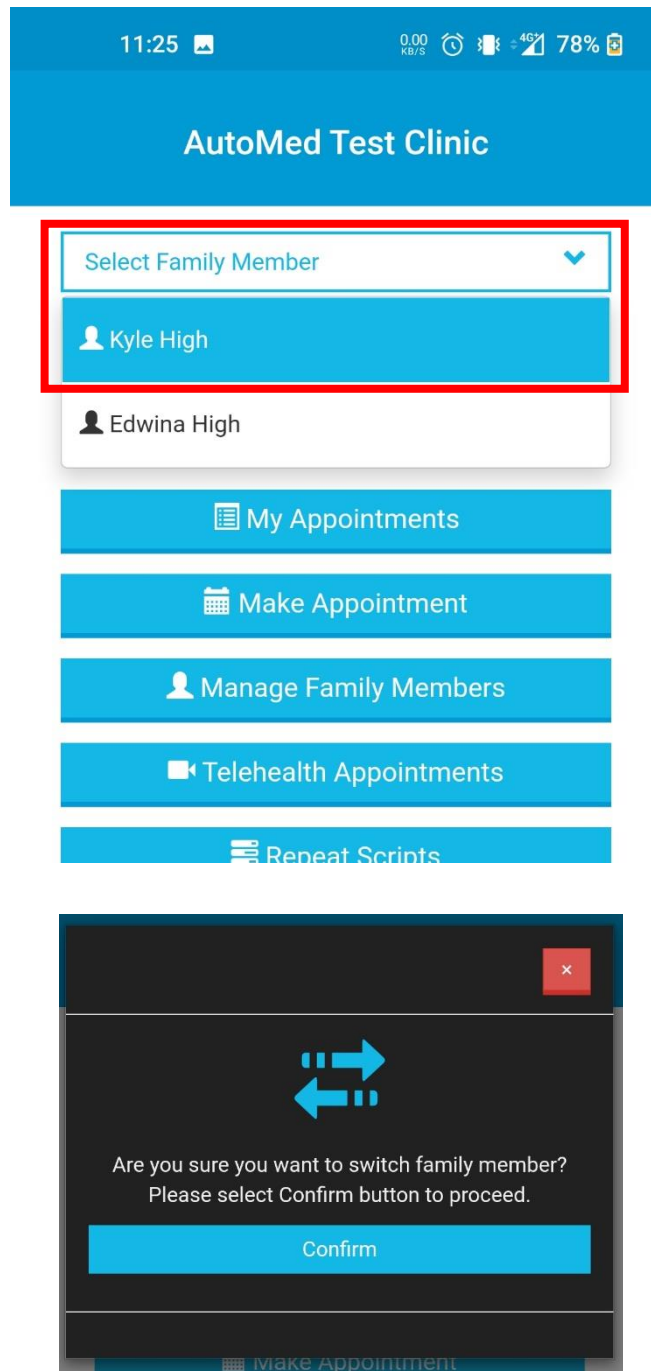 11:25 0.00 KB/S 4G+ 78%
AutoMed Test Clinic
Select Family Member
Kyle High
Edwina High
My Appointments
Make Appointment
Manage Family Members
Telehealth Appointments
Repeat Scripts
×
Are you sure you want to switch family member?
Please select Confirm button to proceed.
Confirm
Make Appointment